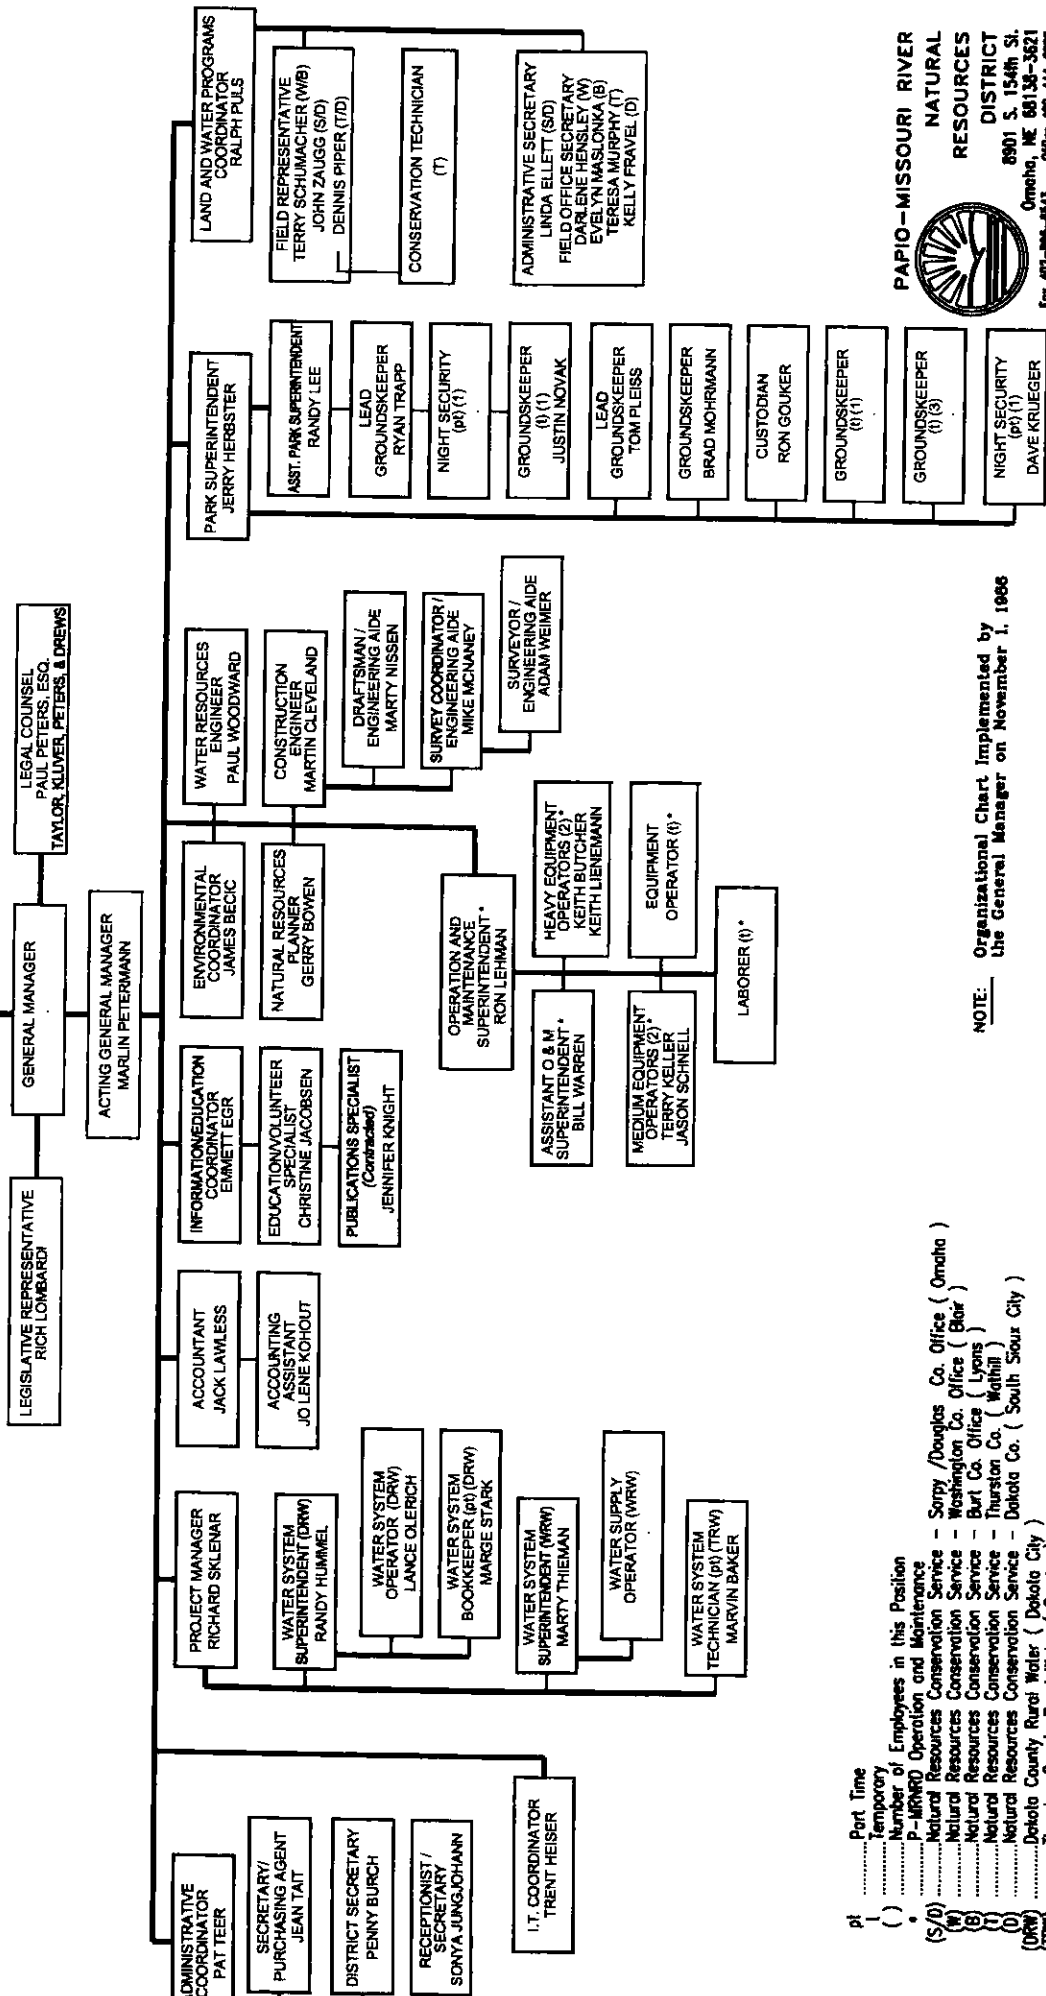 LEGISLATIVE REPRESENTATIVE
RICH LOMBARDI
GENERAL MANAGER
LEGAL COUNSEL
PAUL PETERS, ESQ.
TAYLOR, KLUVER, PETERS, & DREWS
ACTING GENERAL MANAGER
MARLIN PETERMANN
ADMINISTRATIVE
COORDINATOR
PAT TEER
SECRETARY/
PURCHASING AGENT
JEAN TAIT
DISTRICT SECRETARY
PENNY BURCH
RECEPTIONIST /
SECRETARY
SONYA JUNGJOHANN
I.T. COORDINATOR
TRENT HEISER
PROJECT MANAGER
RICHARD SKLENAR
WATER SYSTEM
SUPERINTENDENT (DRW)
RANDY HUMMEL
WATER SYSTEM
OPERATOR (DRW)
LANCE OLERICH
WATER SYSTEM
BOOKKEEPER (pt) (DRW)
MARGE STARK
WATER SYSTEM
SUPERINTENDENT (WRW)
MARTY THIEMAN
WATER SUPPLY
OPERATOR (WRW)
WATER SYSTEM
TECHNICIAN (pt) (TRW)
MARVIN BAKER
ACCOUNTANT
JACK LAWLESS
ACCOUNTING
ASSISTANT
JO LENE KOHOUT
INFORMATION/EDUCATION
COORDINATOR
EMMETT EGR
EDUCATION/VOLUNTEER
SPECIALIST
CHRISTINE JACOBSEN
PUBLICATIONS SPECIALIST
(Contracted)
JENNIFER KNIGHT
ENVIRONMENTAL
COORDINATOR
JAMES BECIC
NATURAL RESOURCES
PLANNER
GERRY BOWEN
WATER RESOURCES
ENGINEER
PAUL WOODWARD
CONSTRUCTION
ENGINEER
MARTIN CLEVELAND
DRAFTSMAN /
ENGINEERING AIDE
MARTY NISSEN
SURVEY COORDINATOR /
ENGINEERING AIDE
MIKE MCNANEY
SURVEYOR /
ENGINEERING AIDE
ADAM WEIMER
OPERATION AND
MAINTENANCE
SUPERINTENDENT *
RON LEHMAN
ASSISTANT O & M
SUPERINTENDENT *
BILL WARREN
HEAVY EQUIPMENT
OPERATORS (2) *
KEITH BUTCHER
KEITH LIENEMANN
MEDIUM EQUIPMENT
OPERATORS (2) *
TERRY KELLER
JASON SCHNELL
EQUIPMENT
OPERATOR (t) *
LABORER (t) *
PARK SUPERINTENDENT
JERRY HERBSTER
ASST. PARK SUPERINTENDENT
RANDY LEE
LEAD
GROUNDSKEEPER
RYAN TRAPP
NIGHT SECURITY
(pt) (1)
GROUNDSKEEPER
(t) (1)
JUSTIN NOVAK
LEAD
GROUNDSKEEPER
TOM PLEISS
GROUNDSKEEPER
BRAD MOHRMANN
CUSTODIAN
RON GOUKER
GROUNDSKEEPER
(t) (1)
GROUNDSKEEPER
(t) (3)
NIGHT SECURITY
(pt) (1)
DAVE KRUEGER
LAND AND WATER PROGRAMS
COORDINATOR
RALPH PULS
FIELD REPRESENTATIVE
TERRY SCHUMACHER (W/B)
JOHN ZAUGG (S/D)
DENNIS PIPER (T/D)
CONSERVATION TECHNICIAN
(T)
ADMINISTRATIVE SECRETARY
LINDA ELLETT (S/D)
FIELD OFFICE SECRETARY
DARLENE HENSLEY (W)
EVELYN MASLONKA (B)
TERESA MURPHY (T)
KELLY FRAVEL (D)
pt ........Part Time
t ........Temporary
( ) ........Number of Employees in this Position
* ........P-MRNRD Operation and Maintenance
(S/D) ........Natural Resources Conservation Service - Sarpy /Douglas Co. Office ( Omaha )
(W) ........Natural Resources Conservation Service - Washington Co. Office ( Blair )
(B) ........Natural Resources Conservation Service - Burt Co. Office ( Lyons )
(T) ........Natural Resources Conservation Service - Thurston Co. ( Walthill )
(D) ........Natural Resources Conservation Service - Dakota Co. ( South Sioux City )
(DRW) ........Dakota County Rural Water ( Dakota City )
NOTE: Organizational Chart Implemented by
the General Manager on November 1, 1986
PAPIO-MISSOURI RIVER
NATURAL
RESOURCES
DISTRICT
8901 S. 154th St.
Omaha, NE 68138-3621